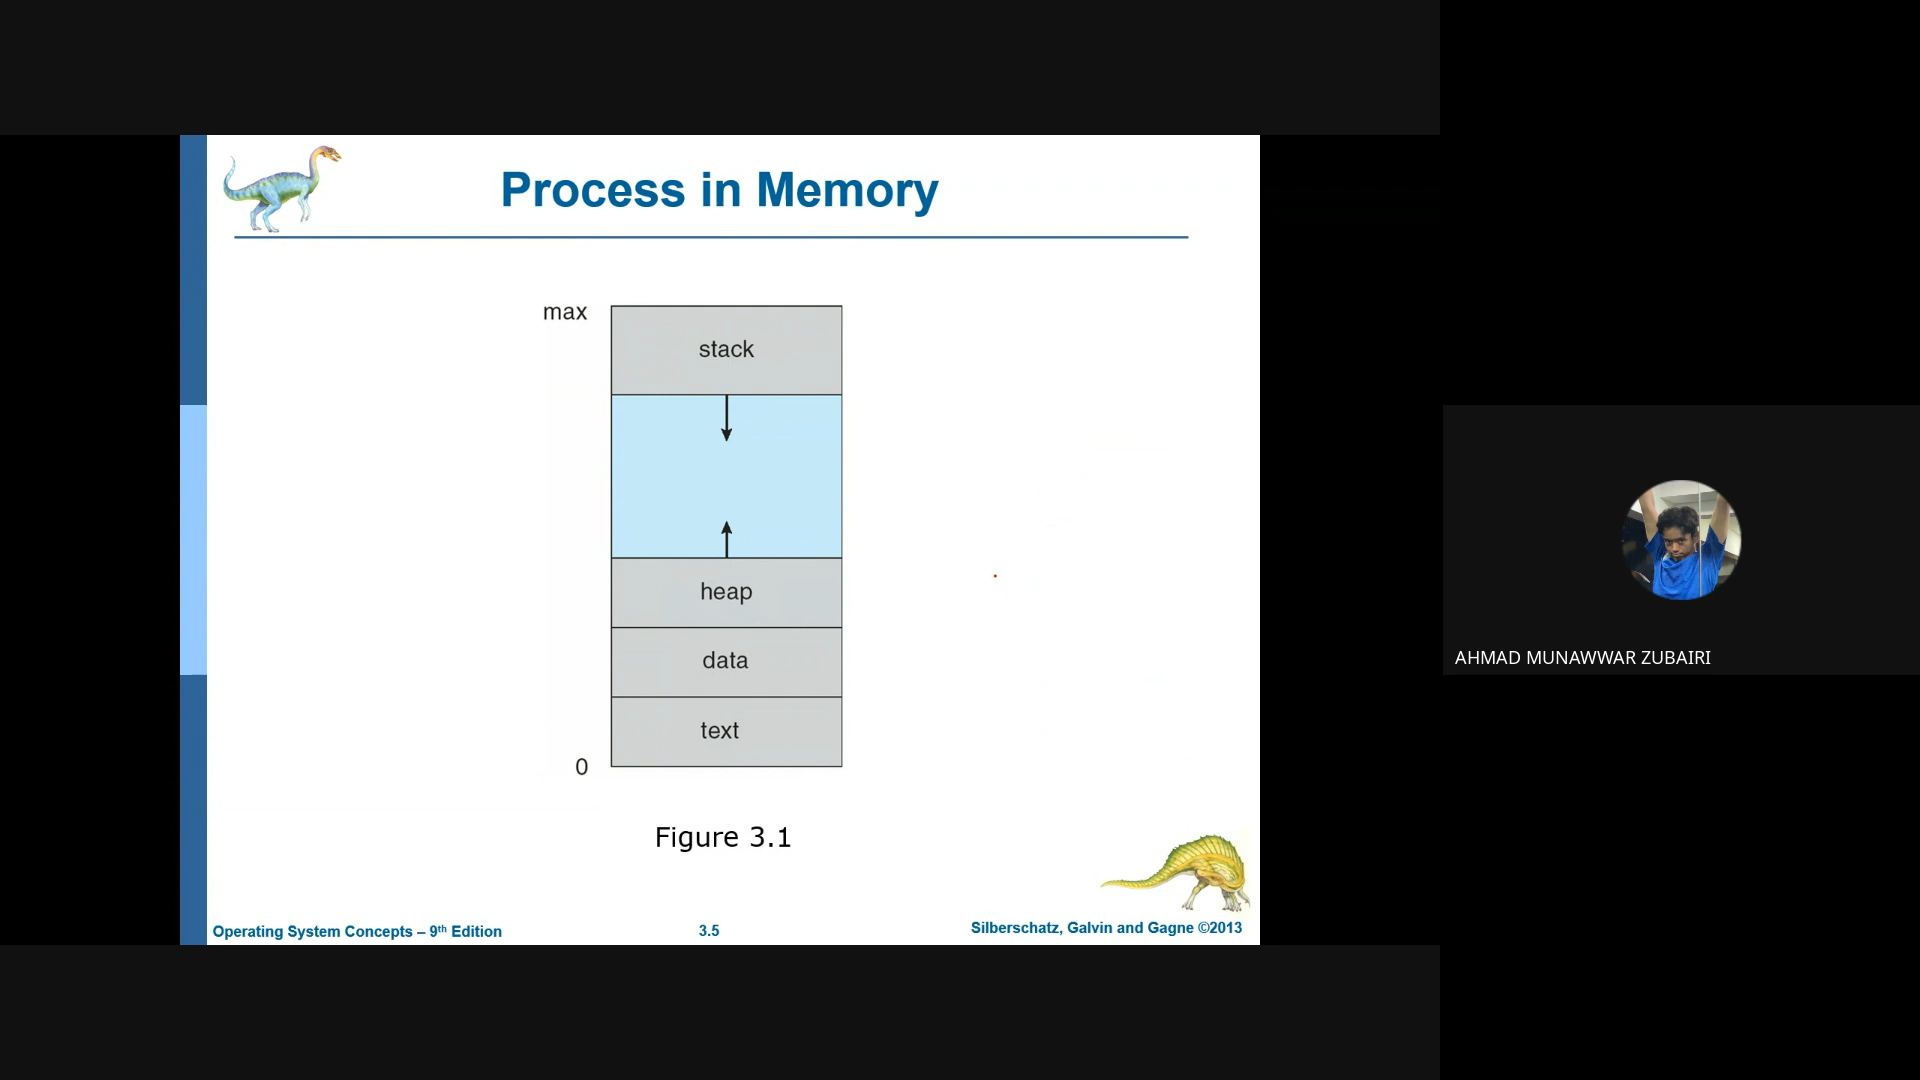 Process in Memory
max
stack
heap
data
text
0
Figure 3.1
Operating System Concepts – 9th Edition
3.5
Silberschatz, Galvin and Gagne ©2013
AHMAD MUNAWWAR ZUBAIRI